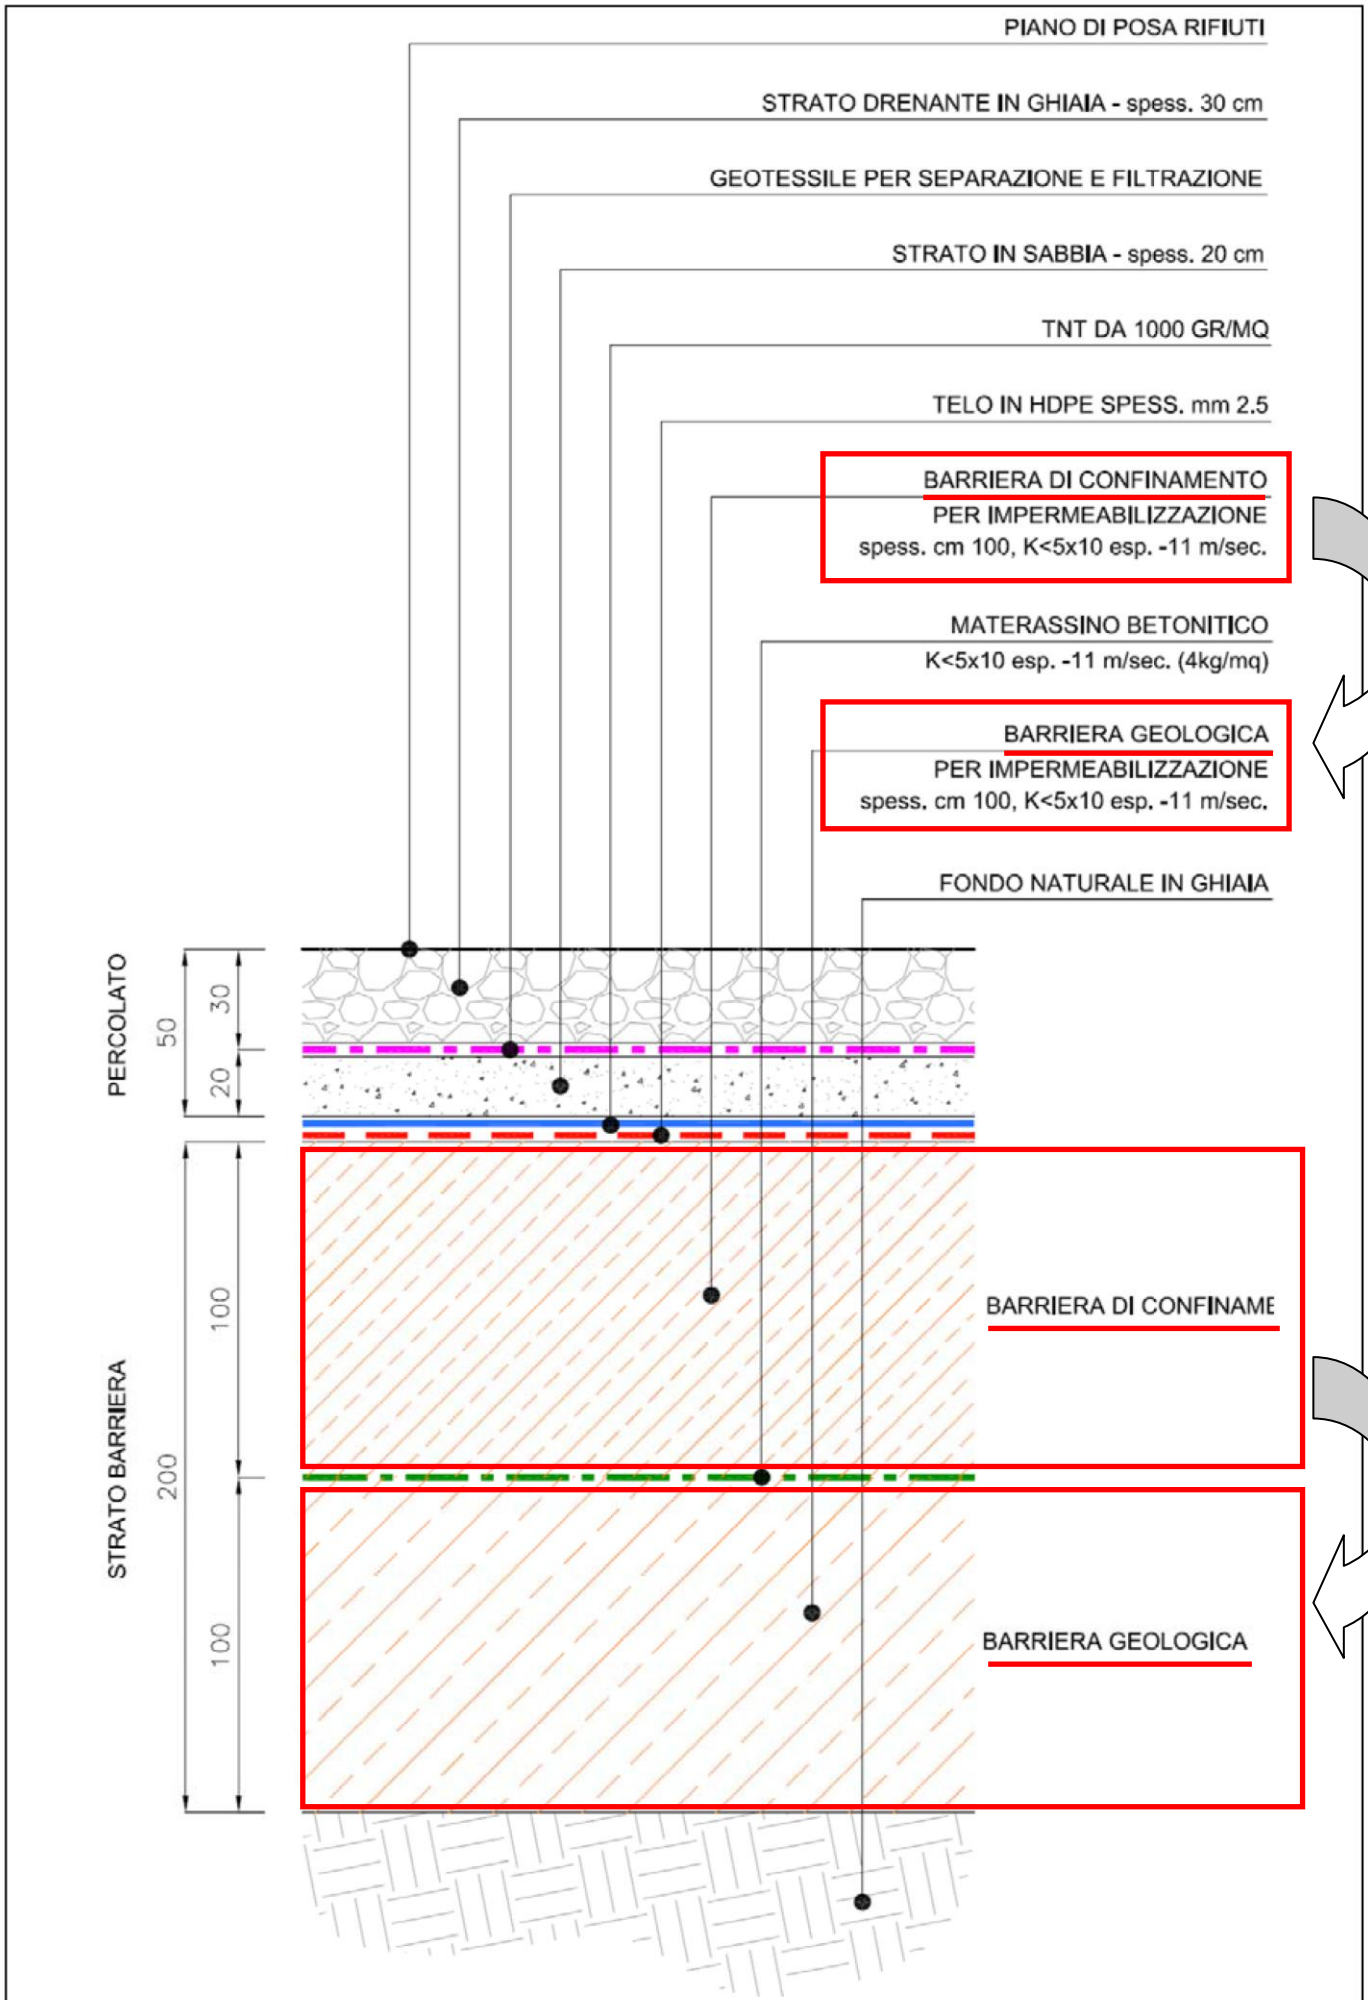 PIANO DI POSA RIFIUTI
STRATO DRENANTE IN GHIAIA - spess. 30 cm
GEOTESSILE PER SEPARAZIONE E FILTRAZIONE
STRATO IN SABBIA - spess. 20 cm
TNT DA 1000 GR/MQ
TELO IN HDPE SPESS. mm 2.5
BARRIERA DI CONFINAMENTO
PER IMPERMEABILIZZAZIONE
spess. cm 100, K<5x10 esp. -11 m/sec.
MATERASSINO BETONITICO
K<5x10 esp. -11 m/sec. (4kg/mq)
BARRIERA GEOLOGICA
PER IMPERMEABILIZZAZIONE
spess. cm 100, K<5x10 esp. -11 m/sec.
FONDO NATURALE IN GHIAIA
PERCOLATO
50
30
20
STRATO BARRIERA
200
100
100
BARRIERA DI CONFINAME
BARRIERA GEOLOGICA